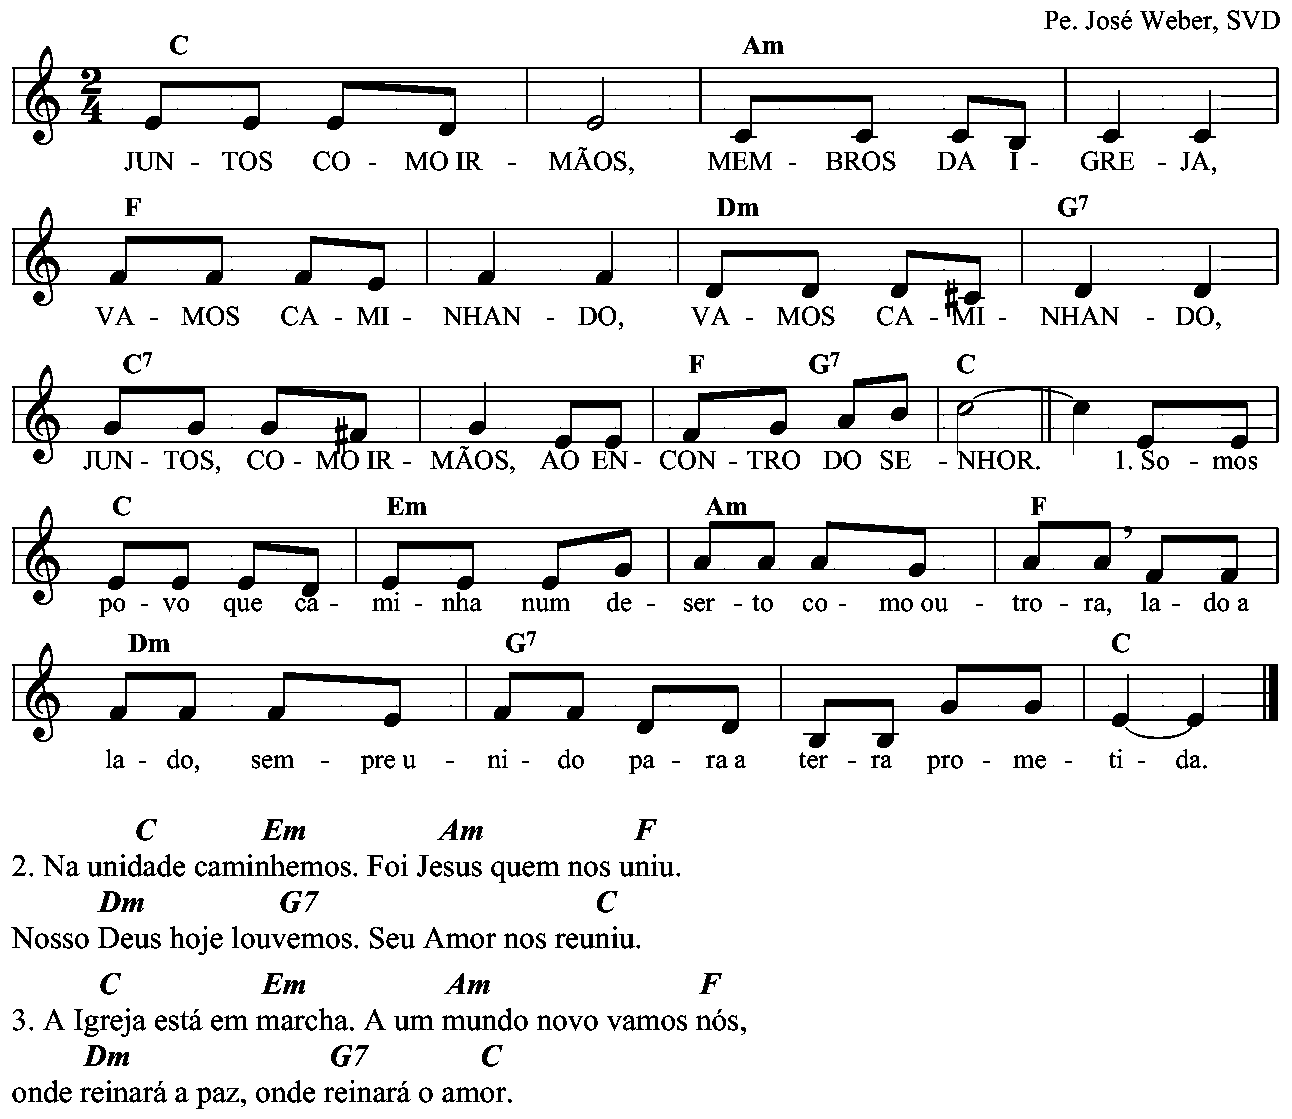 Pe. José Weber, SVD
C Am
2 4
JUN - TOS CO - MO IR - MÃOS, MEM - BROS DA I - GRE - JA,
F Dm G7
VA - MOS CA - MI - NHAN - DO, VA - MOS CA - MI - NHAN - DO,
C7 F G7 C
JUN - TOS, CO - MO IR - MÃOS, AO EN - CON - TRO DO SE - NHOR. 1. So - mos
C Em Am F
po - vo que ca - mi - nha num de - ser - to co - mo ou - tro - ra, la - do a
Dm G7 C
la - do, sem - pre u - ni - do pa - ra a ter - ra pro - me - ti - da.
C Em Am F
2. Na unidade caminhemos. Foi Jesus quem nos uniu.
Dm G7 C
Nosso Deus hoje louvemos. Seu Amor nos reuniu.
C Em Am F
3. A Igreja está em marcha. A um mundo novo vamos nós,
Dm G7 C
onde reinará a paz, onde reinará o amor.